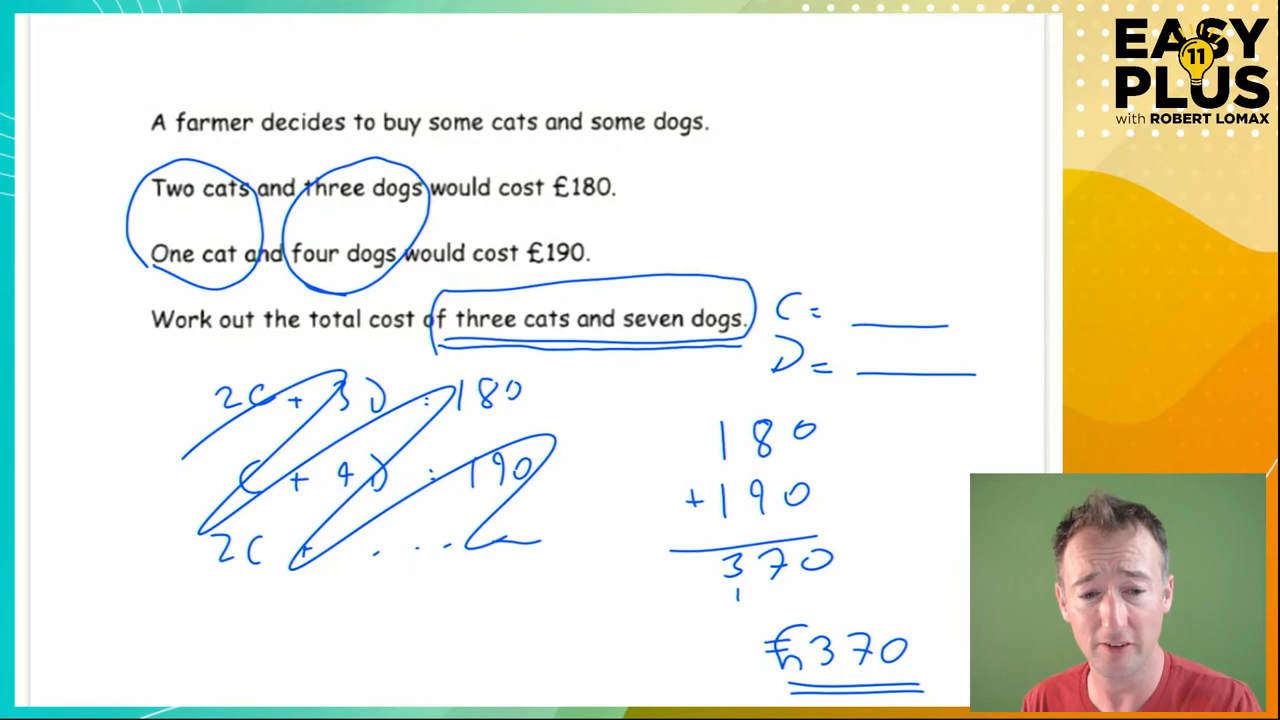 EASY
11
PLUS
with ROBERT LOMAX
A farmer decides to buy some cats and some dogs.
Two cats and three dogs would cost £180.
One cat and four dogs would cost £190.
Work out the total cost of three cats and seven dogs.
C =
D =
2C + 3D : 180
C + 4D : 190
2C + . . .
180
+190
370
1
£370